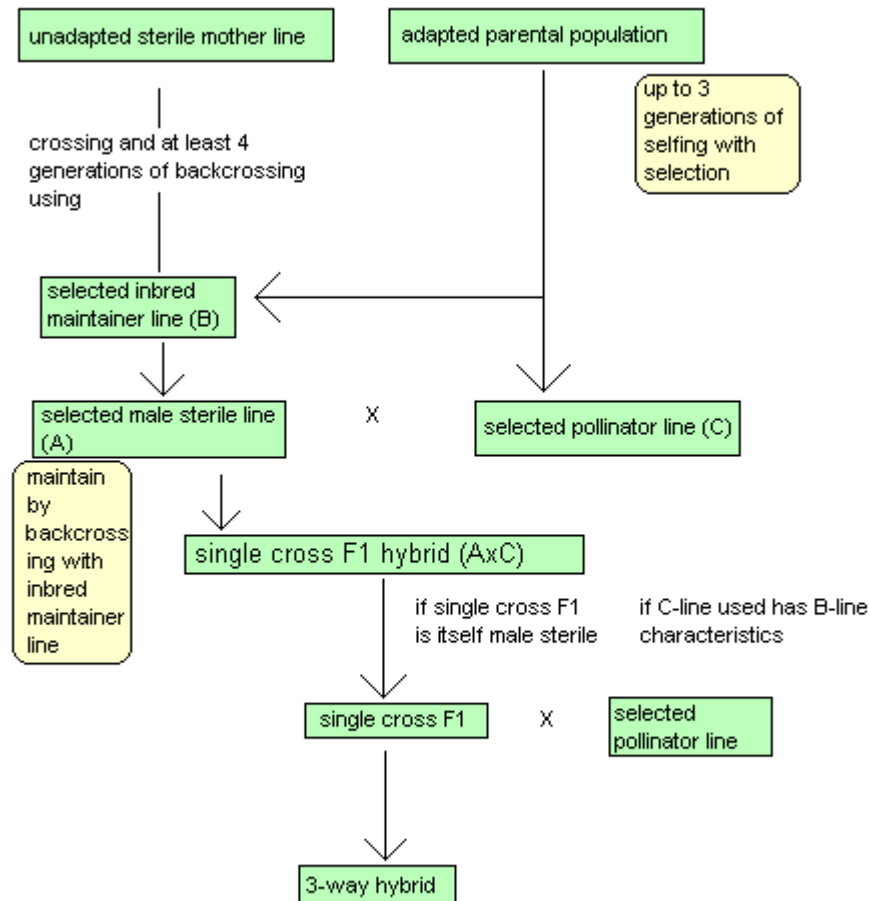 unadapted sterile mother line
adapted parental population
up to 3
generations of
selfing with
selection
crossing and at least 4
generations of backcrossing
using
selected inbred
maintainer line (B)
selected male sterile line
(A)
X
selected pollinator line (C)
maintain
by
backcross
ing with
inbred
maintainer
line
single cross F1 hybrid (AxC)
if single cross F1
is itself male sterile
if C-line used has B-line
characteristics
single cross F1
X
selected
pollinator line
3-way hybrid